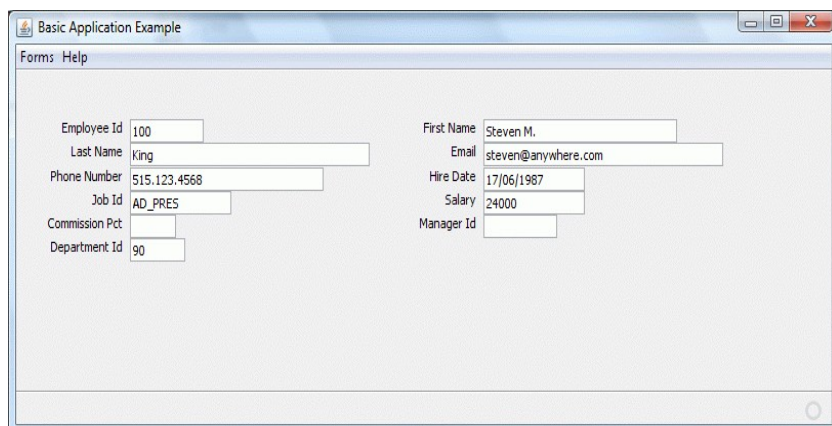 Basic Application Example
Forms Help
Employee Id 100 First Name Steven M.
Last Name King Email steven@anywhere.com
Phone Number 515.123.4568 Hire Date 17/06/1987
Job Id AD_PRES Salary 24000
Commission Pct Manager Id
Department Id 90